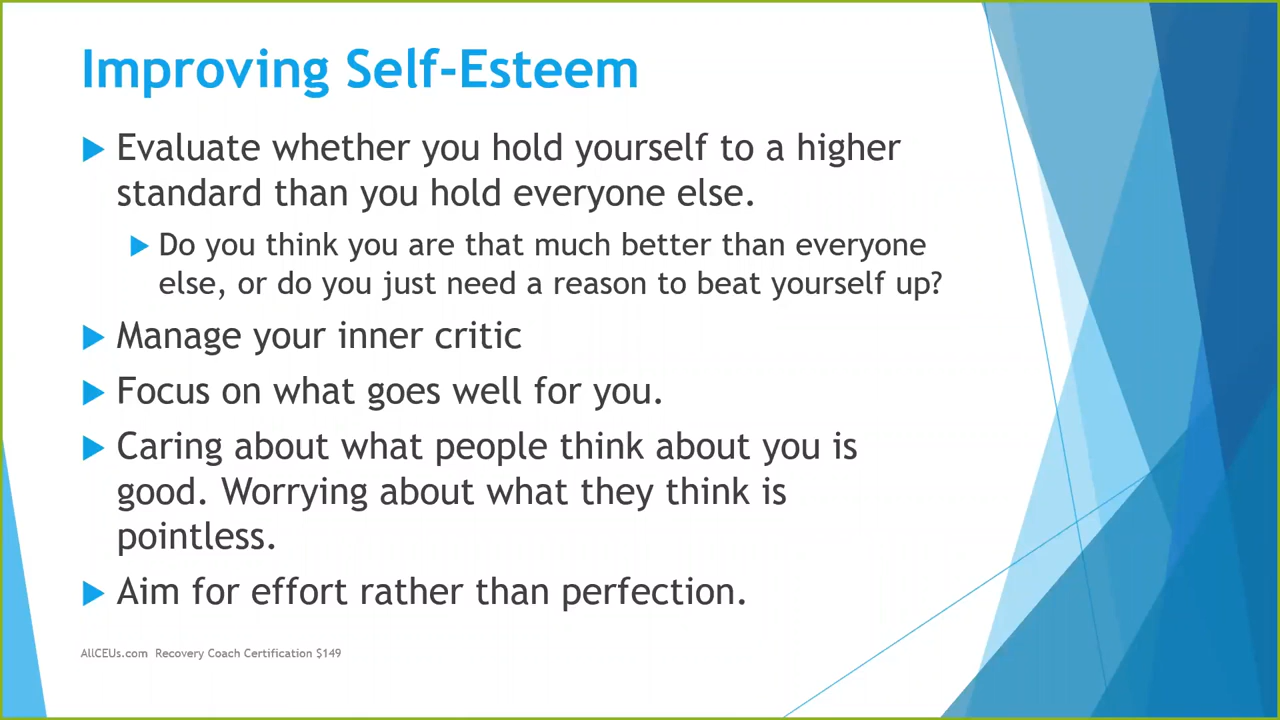 Improving Self-Esteem
Evaluate whether you hold yourself to a higher
standard than you hold everyone else.
Do you think you are that much better than everyone
else, or do you just need a reason to beat yourself up?
Manage your inner critic
Focus on what goes well for you.
Caring about what people think about you is
good. Worrying about what they think is
pointless.
Aim for effort rather than perfection.
AllCEUs.com Recovery Coach Certification $149